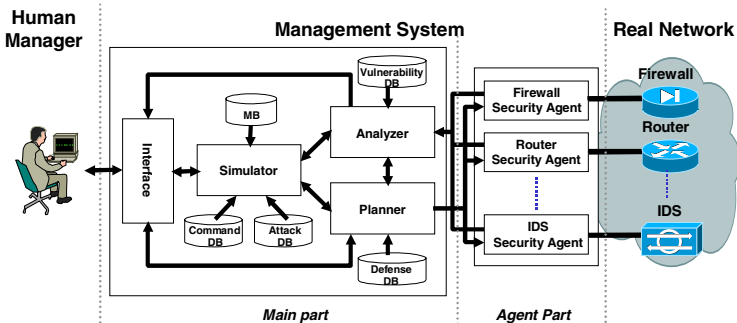 Human
Manager
Management System
Real Network
Vulnerability
DB
MB
Interface
Simulator
Analyzer
Planner
Command
DB
Attack
DB
Defense
DB
Firewall
Security Agent
Router
Security Agent
IDS
Security Agent
Firewall
Router
IDS
Main part
Agent Part